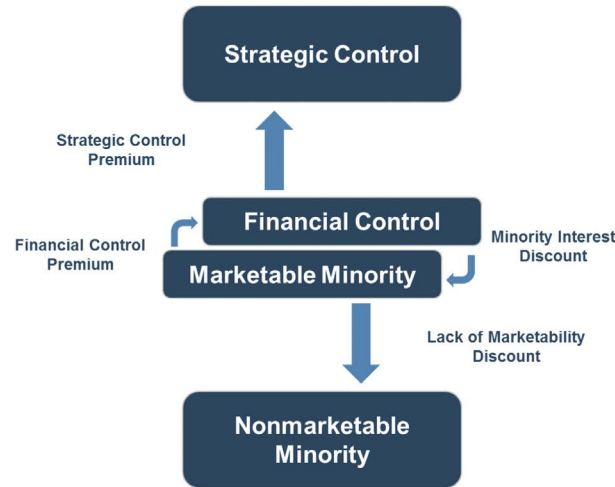 Strategic Control
Strategic Control
Premium
Financial Control
Financial Control
Premium
Minority Interest
Discount
Marketable Minority
Lack of Marketability
Discount
Nonmarketable
Minority